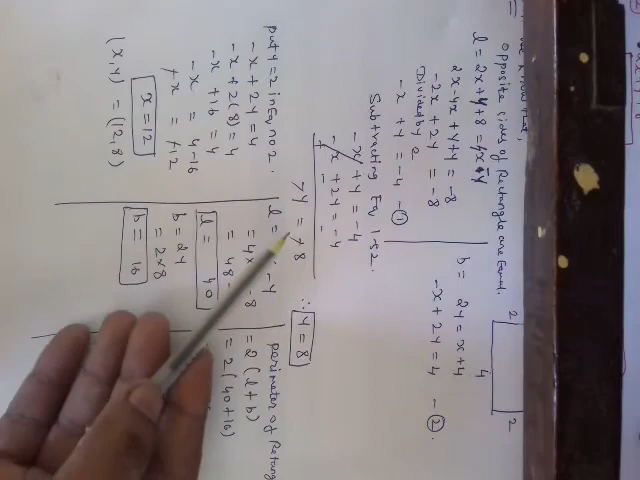 opposite sides of Rectangle are Equal.
l = 2x+y+8 = 4x-y
2x-4x+y+y = -8
-2x+2y = -8
Divided by 2
-x + y = -4 - ①
b = 2y = x+4
-x+2y = 4 - ②.
2
4
2
Subtracting Eq 1 & 2.
-x + y = -4
-x + 2y = -4
+ - -
-y = -8
∴ y = 8
put y = 2 in Eq no 2.
-x + 2y = 4
-x + 2(8) = 4
-x + 16 = 4
-x = 4-16
-x = -12
x = 12
(x,y) = (12,8)
l = - y
= 4x - 8
= 48 -
l = 40
b = 2y
= 2×8
b = 16
perimeter of
= 2(l+b)
= 2(40+16)